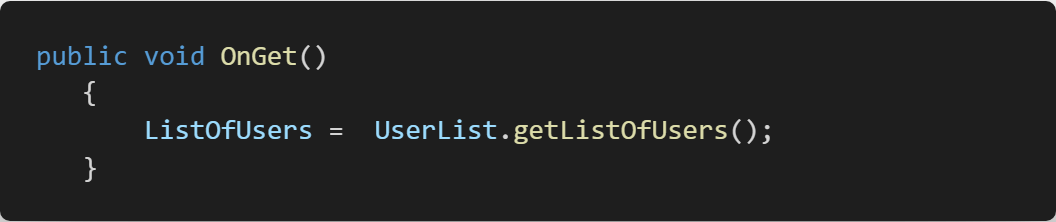 public void OnGet()
{
ListOfUsers =  UserList.getListOfUsers();
}